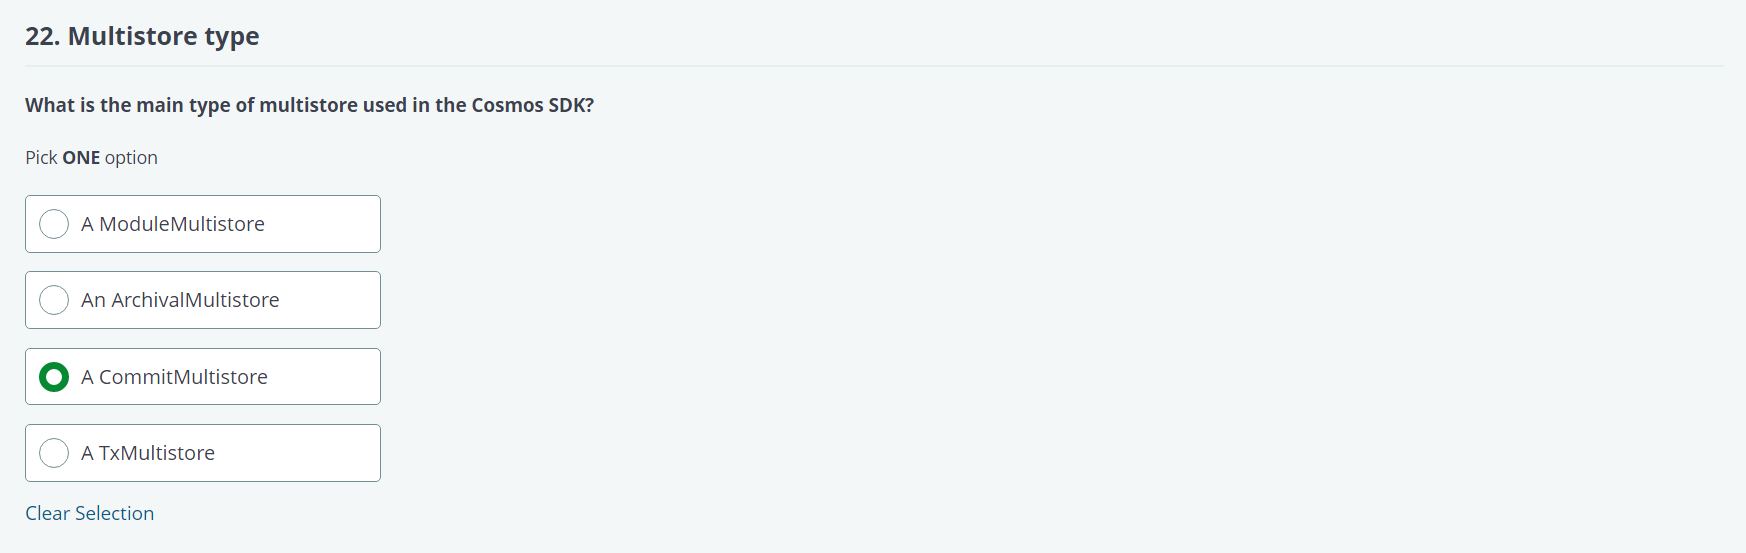 22. Multistore type
What is the main type of multistore used in the Cosmos SDK?
Pick ONE option
A ModuleMultistore
An ArchivalMultistore
A CommitMultistore
A TxMultistore
Clear Selection